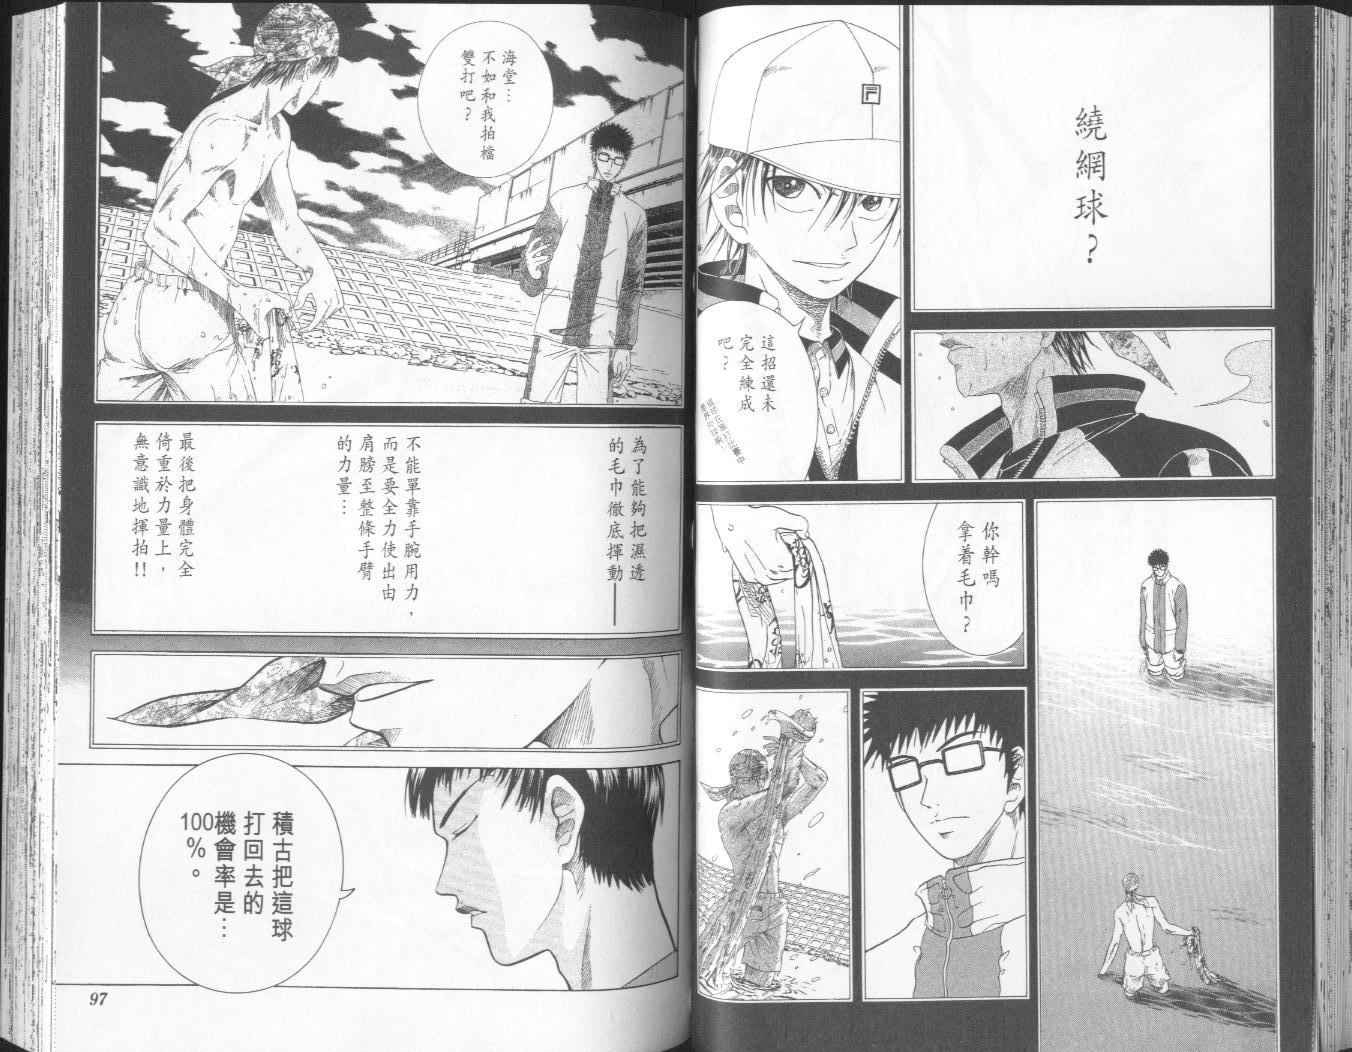 繞網球？
這招還未
完全練成
吧？
你幹嗎
拿着毛巾？
海堂…
不如和我拍檔
雙打吧？
為了能夠把濕透
的毛巾徹底揮動——
不能單靠手腕用力，
而是要全力使出由
肩膀至整條手臂
的力量…
最後把身體完全
倚重於力量上，
無意識地揮拍!!
積古把這球
打回去的
機會率是…
100%。
97